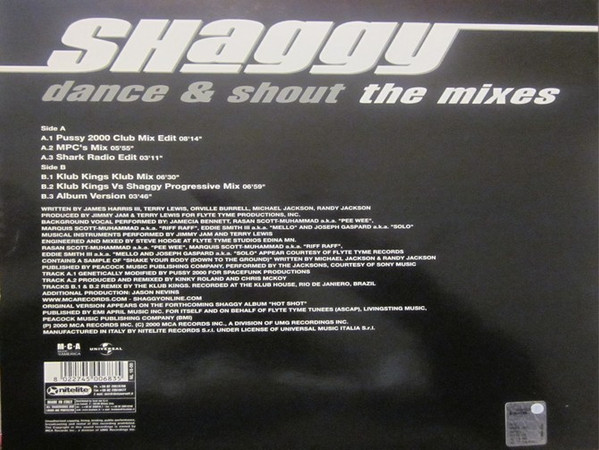 SHaggy
dance & shout the mixes
Side A
A.1 Pussy 2000 Club Mix Edit 08'14"
A.2 MPC's Mix 05'55"
A.3 Shark Radio Edit 03'11"
Side B
B.1 Klub Kings Klub Mix 06'30"
B.2 Klub Kings Vs Shaggy Progressive Mix 06'59"
B.3 Album Version 03'46"
WRITTEN BY JAMES HARRIS III, TERRY LEWIS, ORVILLE BURRELL, MICHAEL JACKSON, RANDY JACKSON
PRODUCED BY JIMMY JAM & TERRY LEWIS FOR FLYTE TYME PRODUCTIONS, INC.
BACKGROUND VOCAL PERFORMED BY: JAMECIA BENNETT, RASAN SCOTT-MUHAMMAD a.k.a. "PEE WEE",
MARQUIS SCOTT-MUHAMMAD a.k.a. "RIFF RAFF", EDDIE SMITH III a.k.a. "MELLO" AND JOSEPH GASPARD a.k.a. "SOLO"
MUSICAL INSTRUMENTS PERFORMED BY JIMMY JAM AND TERRY LEWIS
ENGINEERED AND MIXED BY STEVE HODGE AT FLYTE TYME STUDIOS EDINA MN.
RASAN SCOTT-MUHAMMAD a.k.a. "PEE WEE", MARQUIS SCOTT-MUHAMMAD a.k.a. "RIFF RAFF",
EDDIE SMITH III a.k.a. "MELLO AND JOSEPH GASPARD a.k.a. "SOLO" APPEAR COURTESY OF FLYTE TYME RECORDS
CONTAINS A SAMPLE OF "SHAKE YOUR BODY (DOWN TO THE GROUND)" WRITTEN BY MICHAEL JACKSON & RANDY JACKSON
PUBLISHED BY PEACOCK MUSIC PUBLISHING COMPANY PERFORMED BY THE JACKSONS, COURTESY OF SONY MUSIC
TRACK A.1 GENETICALLY MODIFIED BY PUSSY 2000 FOR SPACEFUNK PRODUCTIONS
TRACK A.2 PRODUCED AND REMIXED BY KINKY ROLAND AND CHRIS MCKOY
TRACKS B.1 & B.2 REMIX BY THE KLUB KINGS. RECORDED AT THE KLUB HOUSE, RIO DE JANIERO, BRAZIL
ADDITIONAL PRODUCTION: JASON NEVINS
WWW.MCARECORDS.COM - SHAGGYONLINE.COM
ORIGINAL VERSION APPEARS ON THE FORTHCOMING SHAGGY ALBUM "HOT SHOT"
PUBLISHED BY EMI APRIL MUSIC INC. FOR ITSELF AND ON BEHALF OF FLYTE TYME TUNEES (ASCAP), LIVINGSTING MUSIC,
PEACOCK MUSIC PUBLISHING COMPANY (BMI)
(P) 2000 MCA RECORDS INC. (C) 2000 MCA RECORDS INC., A DIVISION OF UMG RECORDINGS INC.
MANUFACTURED IN ITALY BY NITELITE RECORDS S.r.l. UNDER LICENSE OF UNIVERSAL MUSIC ITALIA S.r.l.
M·C·A
UNIVERSAL
8 022745 006835
NL 15-00
nitelite
MADE IN ITALY